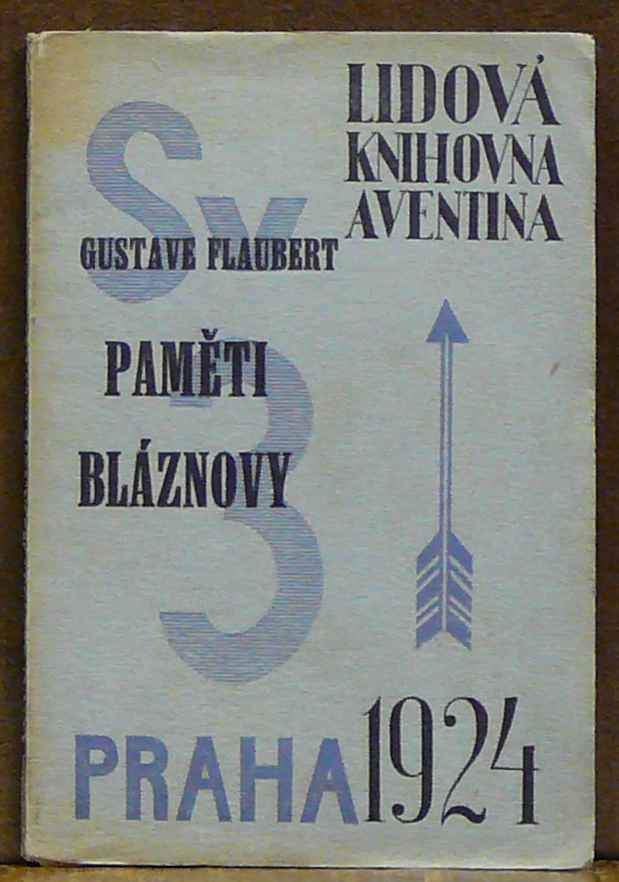 LIDOVÁ
KNIHOVNA
AVENTINA
Sv
GUSTAVE FLAUBERT
PAMĚTI
3
BLÁZNOVY
PRAHA 1924